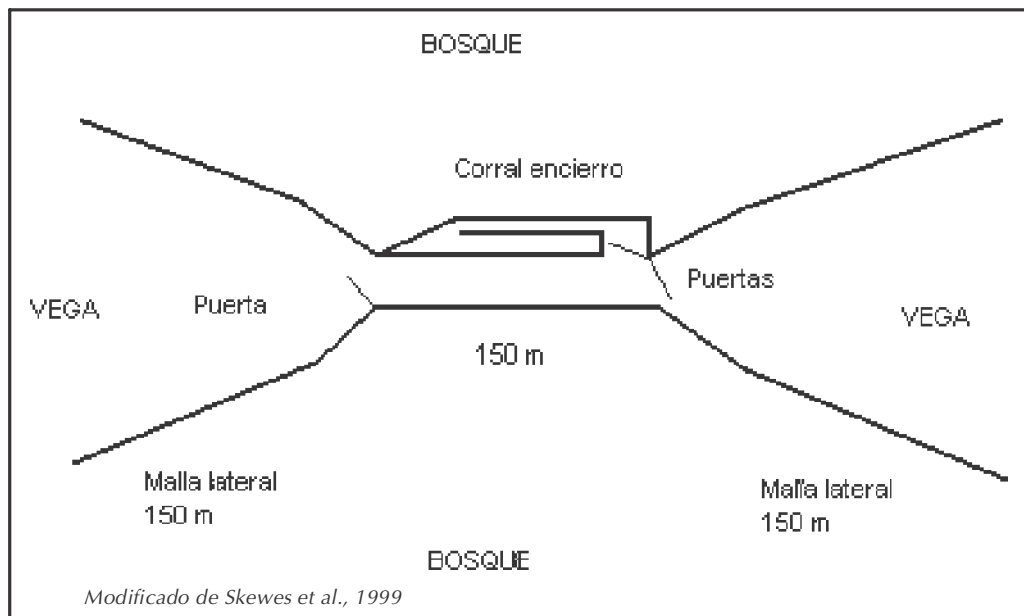 BOSQUE
Corral encierro
Puertas
VEGA
Puerta
VEGA
150 m
Malla lateral
150 m
Malla lateral
150 m
BOSQUE
Modificado de Skewes et al., 1999